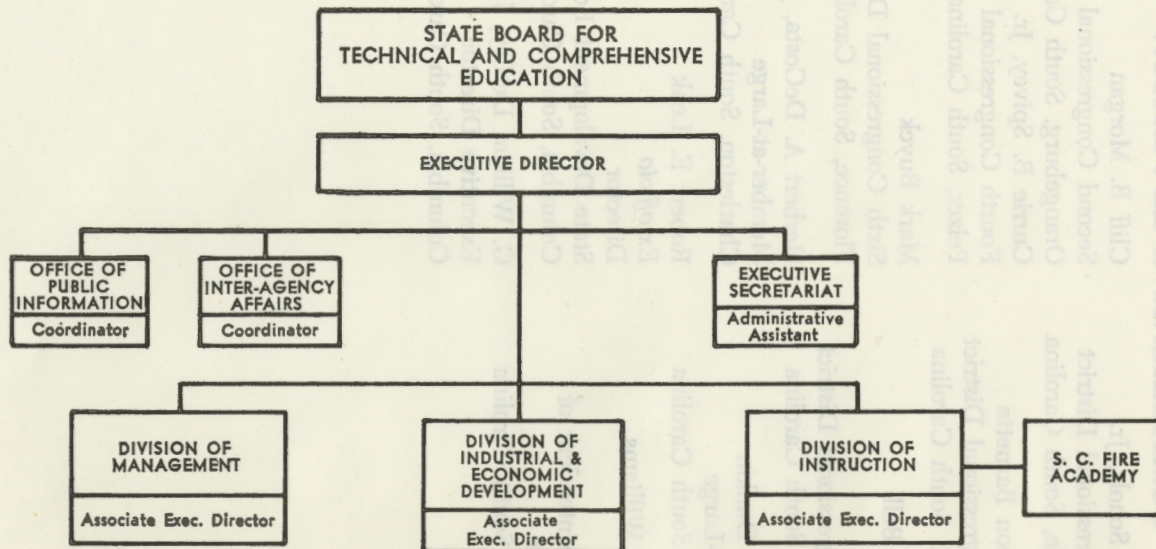 STATE BOARD FOR
TECHNICAL AND COMPREHENSIVE
EDUCATION
EXECUTIVE DIRECTOR
OFFICE OF
PUBLIC
INFORMATION
Coordinator
OFFICE OF
INTER-AGENCY
AFFAIRS
Coordinator
EXECUTIVE
SECRETARIAT
Administrative
Assistant
DIVISION OF
MANAGEMENT
Associate Exec. Director
DIVISION OF
INDUSTRIAL &
ECONOMIC
DEVELOPMENT
Associate
Exec. Director
DIVISION OF
INSTRUCTION
Associate Exec. Director
S. C. FIRE
ACADEMY